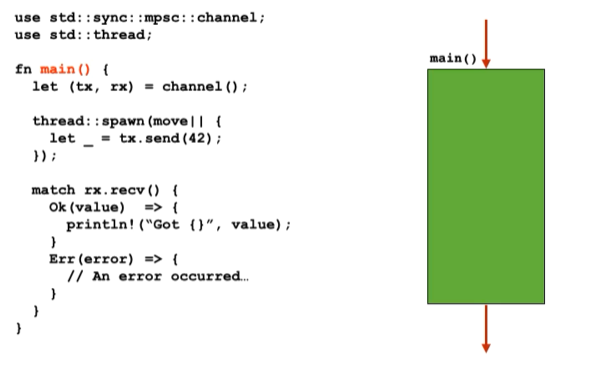 use std::sync::mpsc::channel;
use std::thread;
fn main() {
let (tx, rx) = channel();
thread::spawn(move|| {
let _ = tx.send(42);
});
match rx.recv() {
Ok(value) => {
println!(“Got {}”, value);
}
Err(error) => {
// An error occurred…
}
}
}
main()